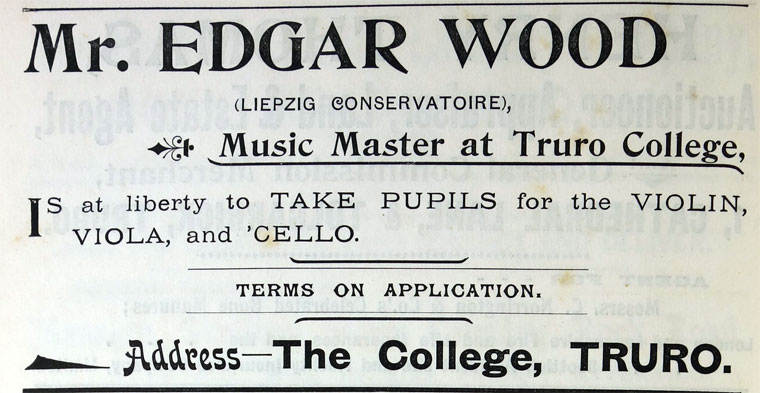 Mr. EDGAR WOOD
(LIEPZIG CONSERVATOIRE),
Music Master at Truro College,
IS at liberty to TAKE PUPILS for the VIOLIN,
VIOLA, and 'CELLO.
TERMS ON APPLICATION.
Address—The College, TRURO.